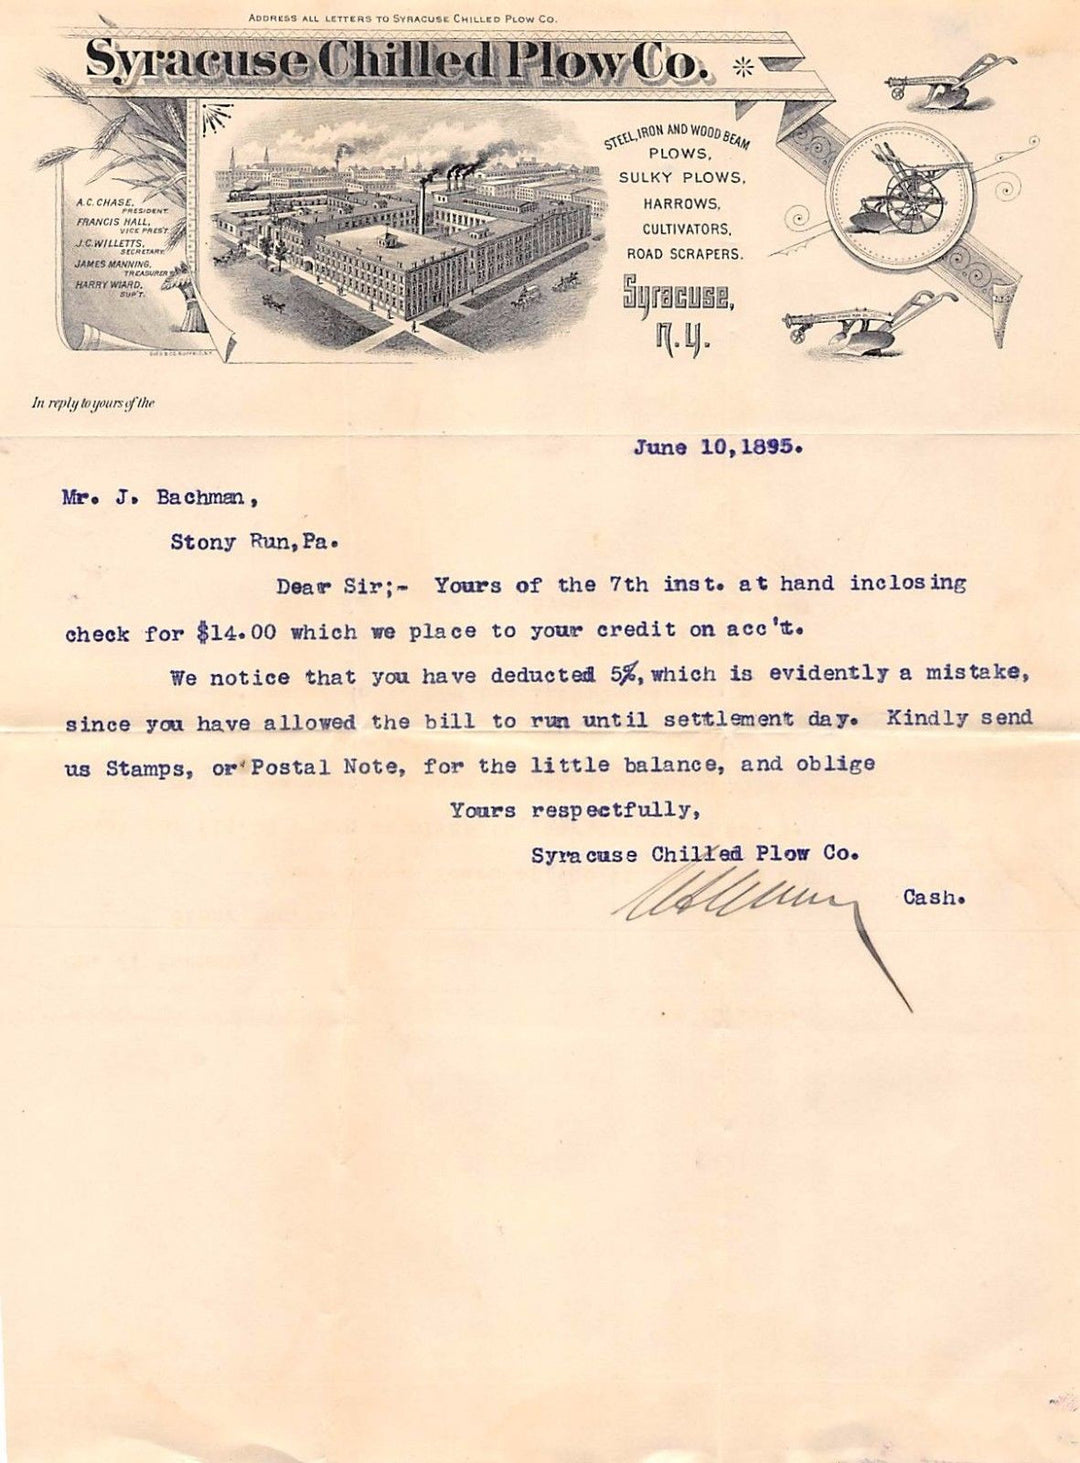 ADDRESS ALL LETTERS TO SYRACUSE CHILLED PLOW CO.
Syracuse Chilled Plow Co.
A.C. CHASE,
PRESIDENT.
FRANCIS HALL,
VICE PRES'T.
J.C. WILLETTS,
SECRETARY.
JAMES MANNING,
TREASURER.
HARRY WIARD,
SUP'T.
STEEL, IRON AND WOOD BEAM
PLOWS,
SULKY PLOWS,
HARROWS,
CULTIVATORS,
ROAD SCRAPERS.
Syracuse,
N.Y.
In reply to yours of the
June 10,1895.
Mr. J. Bachman,
Stony Run,Pa.
Dear Sir;- Yours of the 7th inst. at hand inclosing
check for $14.00 which we place to your credit on acc't.
We notice that you have deducted 5%,which is evidently a mistake,
since you have allowed the bill to run until settlement day. Kindly send
us Stamps, or Postal Note, for the little balance, and oblige
Yours respectfully,
Syracuse Chilled Plow Co.
Cash.